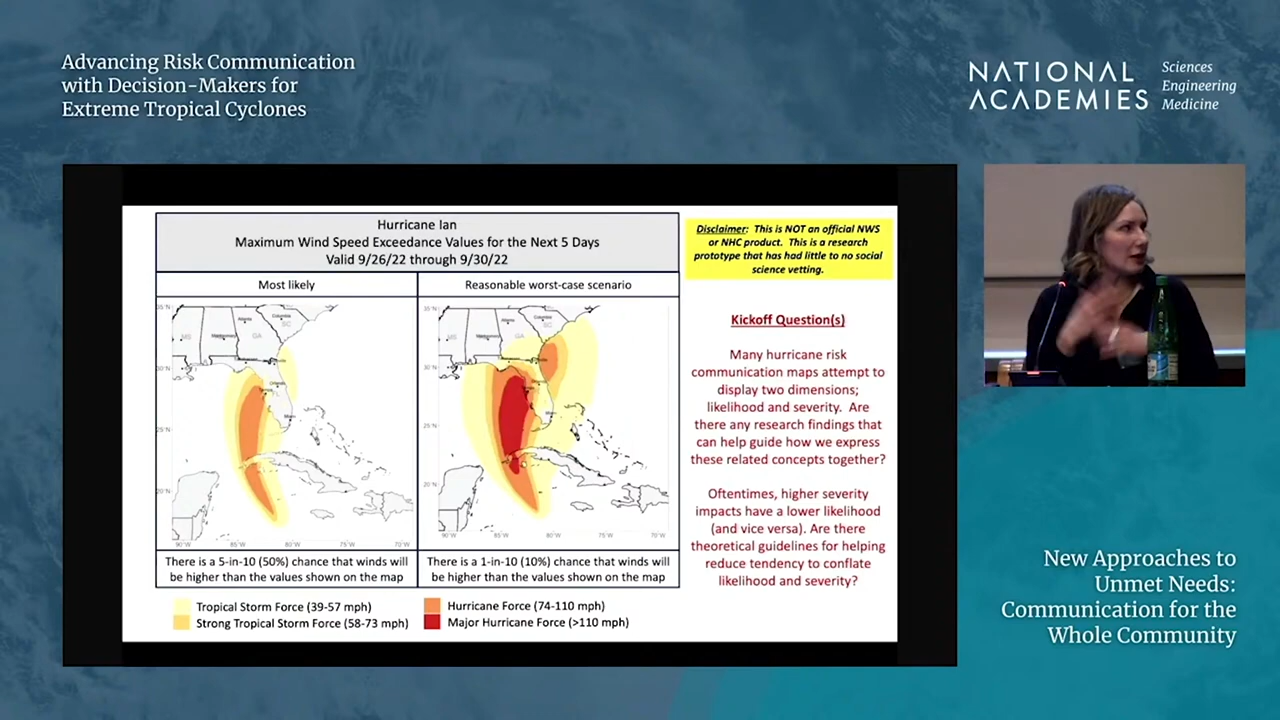 Advancing Risk Communication
with Decision-Makers for
Extreme Tropical Cyclones
NATIONAL
ACADEMIES
Sciences
Engineering
Medicine
Hurricane Ian
Maximum Wind Speed Exceedance Values for the Next 5 Days
Valid 9/26/22 through 9/30/22
Most likely
Reasonable worst-case scenario
There is a 5-in-10 (50%) chance that winds will
be higher than the values shown on the map
There is a 1-in-10 (10%) chance that winds will
be higher than the values shown on the map
Tropical Storm Force (39-57 mph)
Strong Tropical Storm Force (58-73 mph)
Hurricane Force (74-110 mph)
Major Hurricane Force (>110 mph)
Disclaimer: This is NOT an official NWS
or NHC product. This is a research
prototype that has had little to no social
science vetting.
Kickoff Question(s)
Many hurricane risk
communication maps attempt to
display two dimensions;
likelihood and severity. Are
there any research findings that
can help guide how we express
these related concepts together?
Oftentimes, higher severity
impacts have a lower likelihood
(and vice versa). Are there
theoretical guidelines for helping
reduce tendency to conflate
likelihood and severity?
New Approaches to
Unmet Needs:
Communication for the
Whole Community